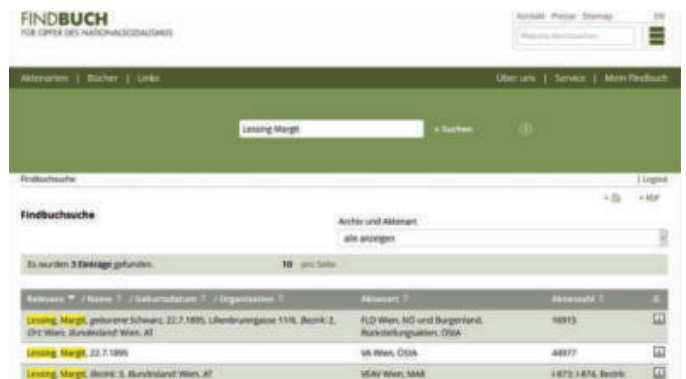 FINDBUCH
FÜR OPFER DES NATIONALSOZIALISMUS
Kontakt Presse Sitemap EN
Website durchsuchen
Aktenarten | Bücher | Links
Über uns | Service | Mein Findbuch
Lessing Margit
» Suchen
Findbuchsuche
| Logout
» PDF
Findbuchsuche
Archiv und Aktenart
alle anzeigen
Es wurden 3 Einträge gefunden.
10 pro Seite
Relevanz / Name / Geburtsdatum / Organisation
Aktenart
Aktenzahl
Lessing, Margit, geborene Schwarz, 22.7.1895, Lilienbrunngasse 11/6, Bezirk: 2,
Ort: Wien, Bundesland: Wien, AT
FLD Wien, NÖ und Burgenland,
Rückstellungsakten, ÖStA
16915
Lessing, Margit, 22.7.1895
VA Wien, ÖStA
44977
Lessing, Margit, Bezirk: 3, Bundesland: Wien, AT
VEAV Wien, MA8
Bezirk: